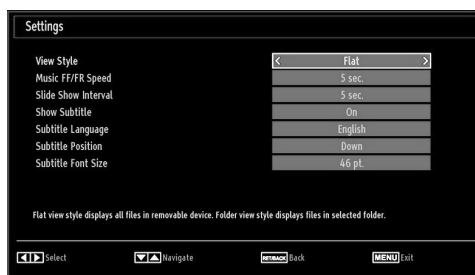 Settings
View Style < Flat >
Music FF/FR Speed 5 sec.
Slide Show Interval 5 sec.
Show Subtitle On
Subtitle Language English
Subtitle Position Down
Subtitle Font Size 46 pt.
Flat view style displays all files in removable device. Folder view style displays files in selected folder.
Select Navigate RET/BACK Back MENU Exit